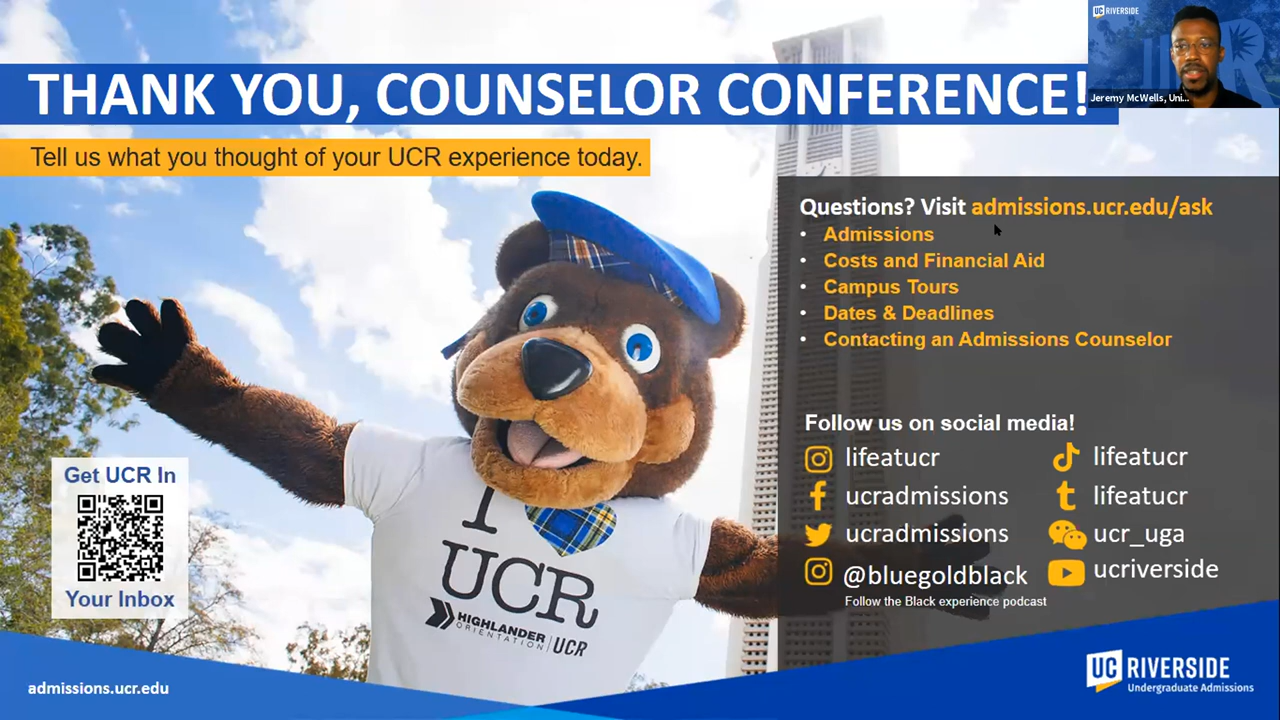 UC RIVERSIDE
Jeremy McWells, Uni...
THANK YOU, COUNSELOR CONFERENCE!
Tell us what you thought of your UCR experience today.
Questions? Visit admissions.ucr.edu/ask
• Admissions
• Costs and Financial Aid
• Campus Tours
• Dates & Deadlines
• Contacting an Admissions Counselor
Follow us on social media!
lifeatucr
lifeatucr
ucradmissions
lifeatucr
ucradmissions
ucr_uga
@bluegoldblack
ucriverside
Follow the Black experience podcast
Get UCR In
Your Inbox
I
UCR
HIGHLANDER
ORIENTATION | UCR
admissions.ucr.edu
UC RIVERSIDE
Undergraduate Admissions